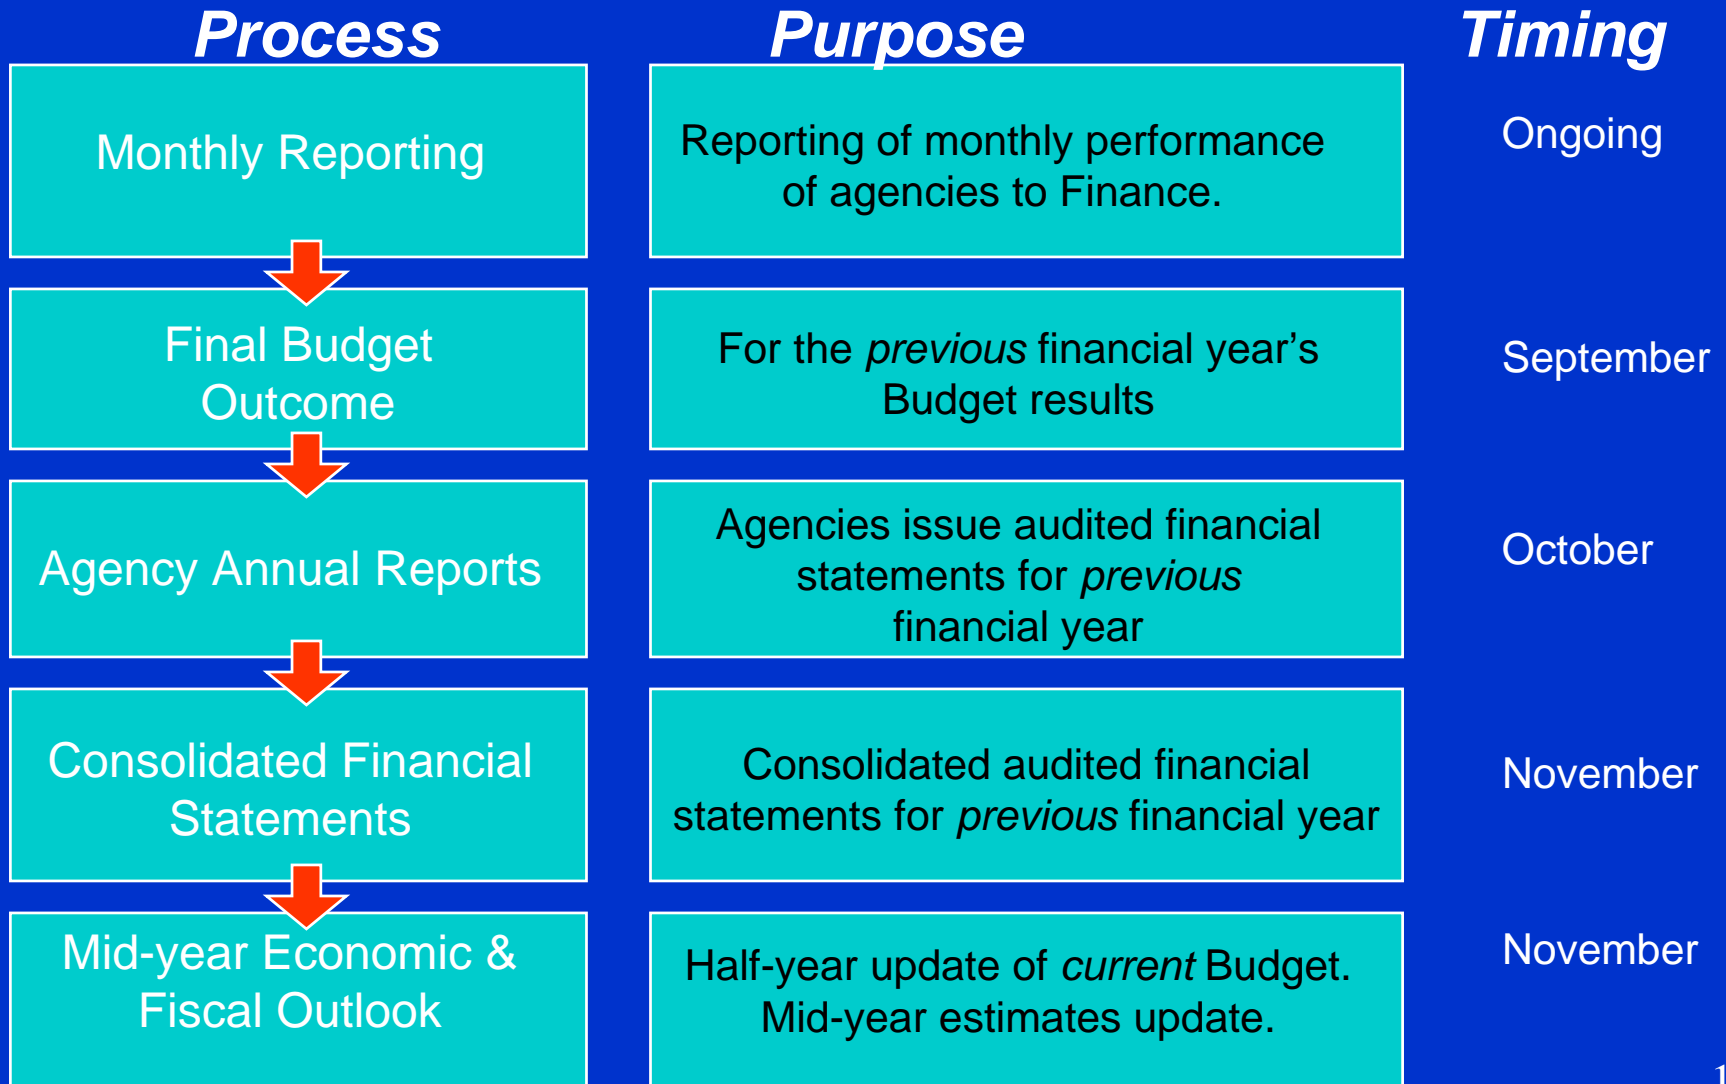 Process
Purpose
Timing
Monthly Reporting
Reporting of monthly performance
of agencies to Finance.
Ongoing
Final Budget
Outcome
For the previous financial year’s
Budget results
September
Agency Annual Reports
Agencies issue audited financial
statements for previous
financial year
October
Consolidated Financial
Statements
Consolidated audited financial
statements for previous financial year
November
Mid-year Economic &
Fiscal Outlook
Half-year update of current Budget.
Mid-year estimates update.
November